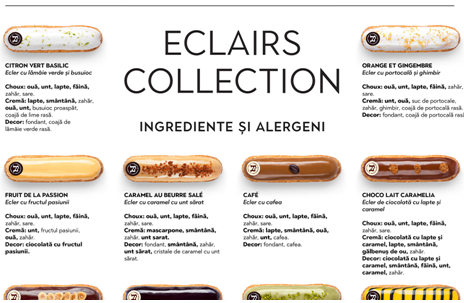 ECLAIRS
COLLECTION
INGREDIENTE ȘI ALERGENI
CITRON VERT BASILIC
Ecler cu lămâie verde și busuioc
Choux: ouă, unt, lapte, făină,
zahăr, sare.
Cremă: lapte, smântână, zahăr,
ouă, unt, busuioc proaspăt,
coajă de lime rasă.
Decor: fondant, coajă de
lămâie verde rasă.
ORANGE ET GINGEMBRE
Ecler cu portocală și ghimbir
Choux: ouă, unt, lapte, făină,
zahăr, sare.
Cremă: unt, ouă, suc de portocale,
zahăr, ghimbir, coajă de portocală rasă.
Decor: fondant, coajă de portocală rasă
FRUIT DE LA PASSION
Ecler cu fructul pasiunii
Choux: ouă, unt, lapte, făină,
zahăr, sare.
Cremă: unt, fructul pasiunii,
ouă, zahăr.
Decor: ciocolată cu fructul
pasiunii.
CARAMEL AU BEURRE SALÉ
Ecler cu caramel cu unt sărat
Choux: ouă, unt, lapte, făină,
zahăr, sare.
Cremă: mascarpone, smântână,
zahăr, unt sarat.
Decor: fondant, smântână, zahăr,
unt sărat, cristale de caramel cu unt
sărat.
CAFÉ
Ecler cu cafea
Choux: ouă, unt, lapte, făină,
zahăr, sare.
Cremă: lapte, smântână, ouă,
zahăr, unt, cafea.
Decor: fondant, cafea.
CHOCO LAIT CARAMELIA
Ecler de ciocolată cu lapte și
caramel
Choux: ouă, unt, lapte, făină,
zahăr, sare.
Cremă: ciocolată cu lapte și
caramel, lapte, smântână,
gălbenuș de ou, zahăr.
Decor: ciocolată cu lapte și
caramel, smântână, făină, unt,
caramel, zahăr.